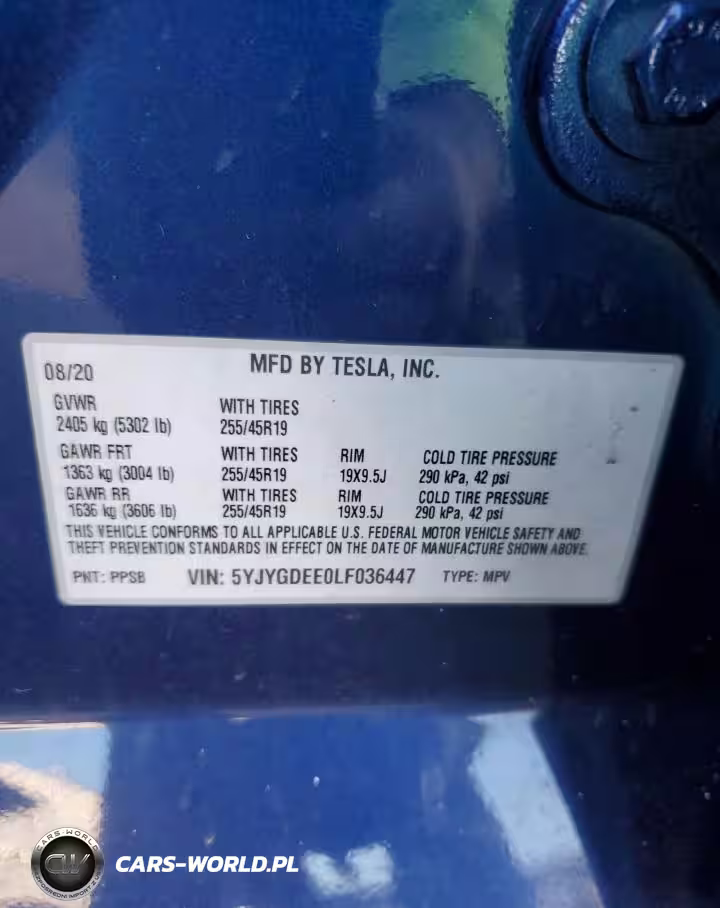 08/20 MFD BY TESLA, INC.
GVWR WITH TIRES
2405 kg (5302 lb) 255/45R19
GAWR FRT WITH TIRES RIM COLD TIRE PRESSURE
1363 kg (3004 lb) 255/45R19 19X9.5J 290 kPa, 42 psi
GAWR RR WITH TIRES RIM COLD TIRE PRESSURE
1636 kg (3606 lb) 255/45R19 19X9.5J 290 kPa, 42 psi
THIS VEHICLE CONFORMS TO ALL APPLICABLE U.S. FEDERAL MOTOR VEHICLE SAFETY AND
THEFT PREVENTION STANDARDS IN EFFECT ON THE DATE OF MANUFACTURE SHOWN ABOVE.
PNT: PPSB VIN: 5YJYGDEE0LF036447 TYPE: MPV
CARS-WORLD
CW
CARS-WORLD.PL